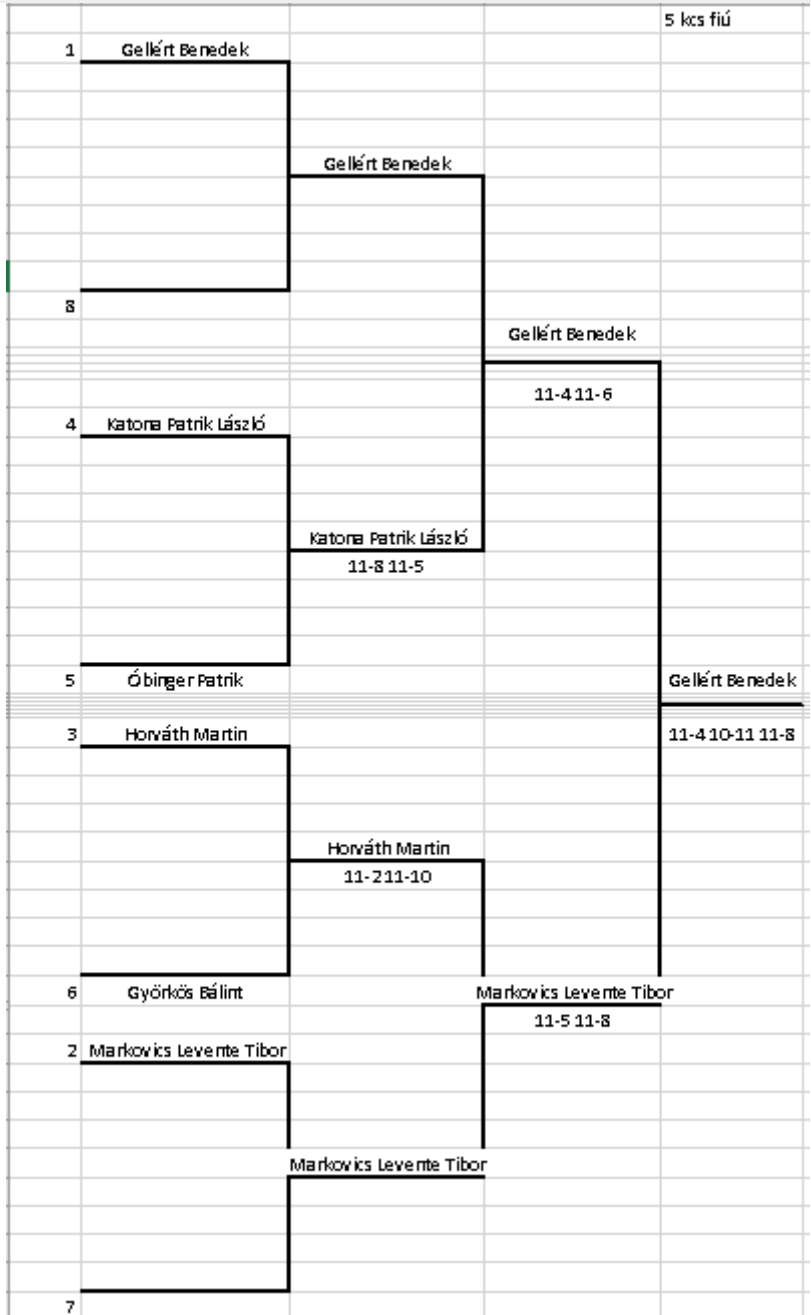 5 kcs fiú
1 Gellért Benedek
Gellért Benedek
8
Gellért Benedek
11-4 11-6
4 Katona Patrik László
Katona Patrik László
11-8 11-5
5 Óbinger Patrik
Gellért Benedek
3 Horváth Martin
11-4 10-11 11-8
Horváth Martin
11-2 11-10
6 Györkös Bálint
Markovics Levente Tibor
11-5 11-8
2 Markovics Levente Tibor
Markovics Levente Tibor
7